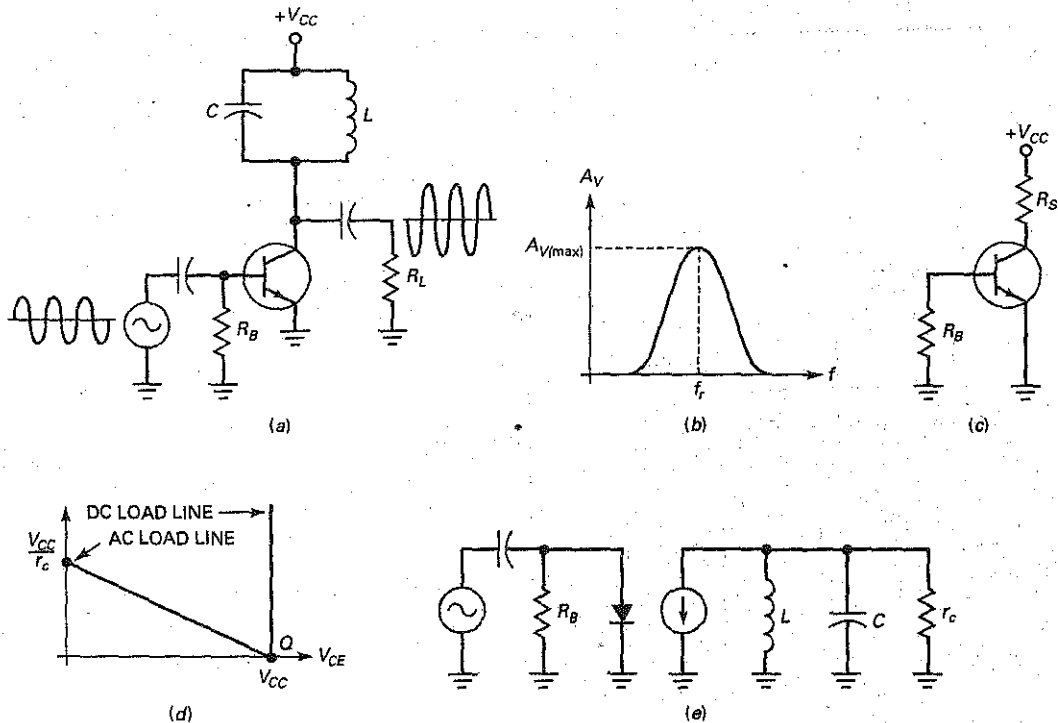 +V_CC
C
L
R_L
R_B
(a)
A_V
A_V(max)
f_r
f
(b)
+V_CC
R_S
R_B
(c)
DC LOAD LINE
AC LOAD LINE
V_CC
r_c
Q
V_CE
V_CC
(d)
R_B
L
C
r_c
(e)